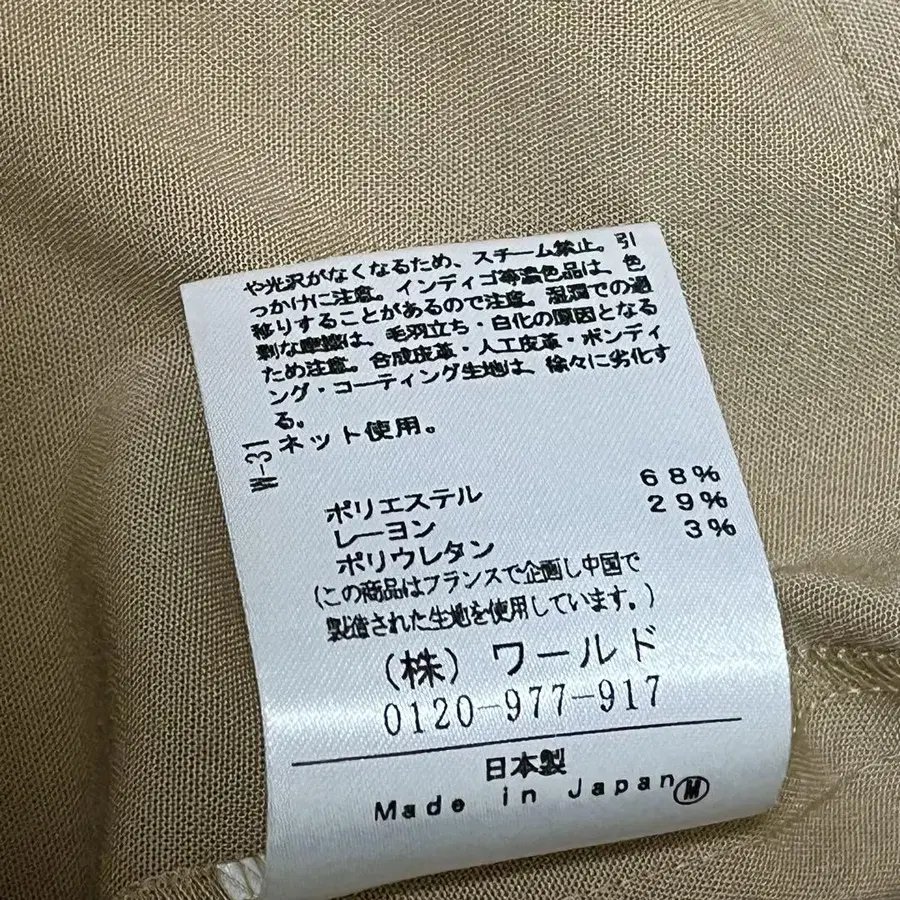 や光沢がなくなるため、スチーム禁止。引
っかけに注意。インディゴ等濃色品は、色
移りすることがあるので注意。湿潤での過
剰な摩擦は、毛羽立ち・白化の原因となる
ため注意。合成皮革・人工皮革・ボンディ
ング・コーティング生地は、徐々に劣化す
る。
ネット使用。
W-31
ポリエステル 68%
レーヨン 29%
ポリウレタン 3%
(この商品はフランスで企画し中国で
製造された生地を使用しています。)
(株) ワールド
0120-977-917
日本製
Made in Japan Ⓜ